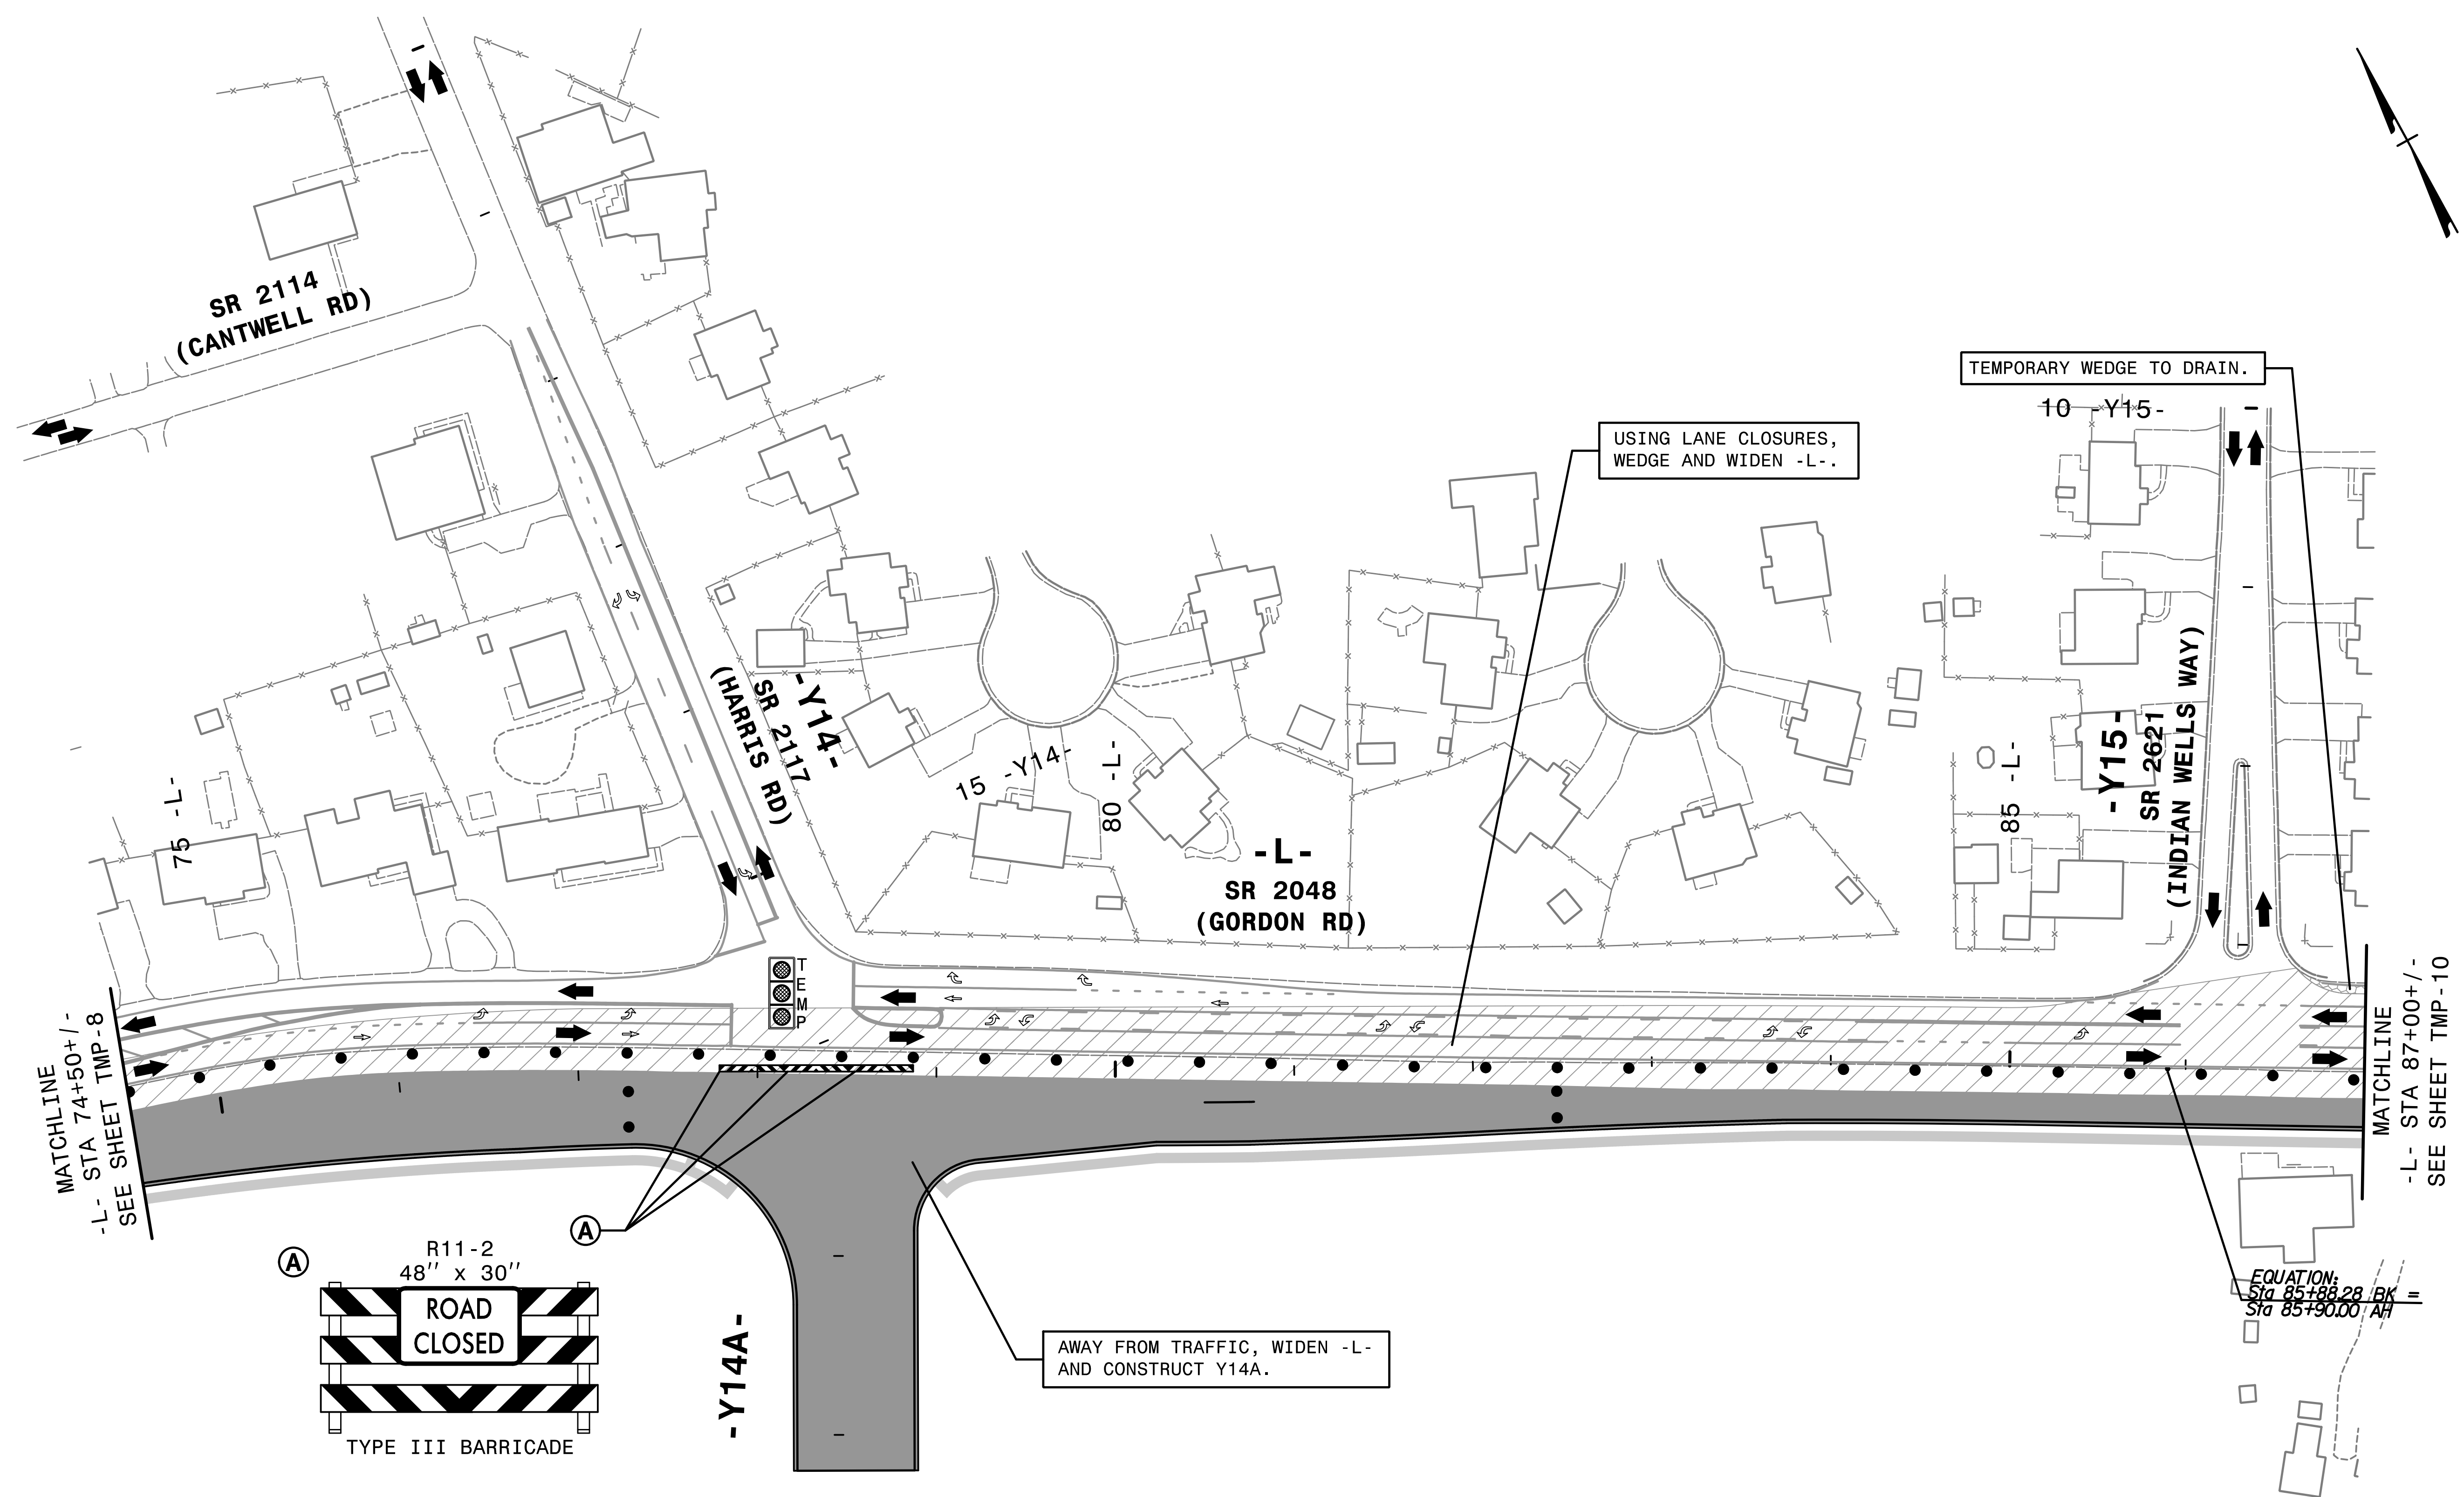 SR 2114
(CANTWELL RD)
TEMPORARY WEDGE TO DRAIN.
10 -Y15-
USING LANE CLOSURES,
WEDGE AND WIDEN -L-.
-Y14-
SR 2117
(HARRIS RD)
15 -Y14-
75 -L-
80 -L-
85 -L-
-Y15-
SR 2621
(INDIAN WELLS WAY)
-L-
SR 2048
(GORDON RD)
TEMP
MATCHLINE
-L- STA 74+50+/-
SEE SHEET TMP-8
MATCHLINE
-L- STA 87+00+/-
SEE SHEET TMP-10
A
A
R11-2
48'' x 30''
ROAD
CLOSED
TYPE III BARRICADE
-Y14A-
AWAY FROM TRAFFIC, WIDEN -L-
AND CONSTRUCT Y14A.
EQUATION:
Sta 85+88.28 BK =
Sta 85+90.00 AH